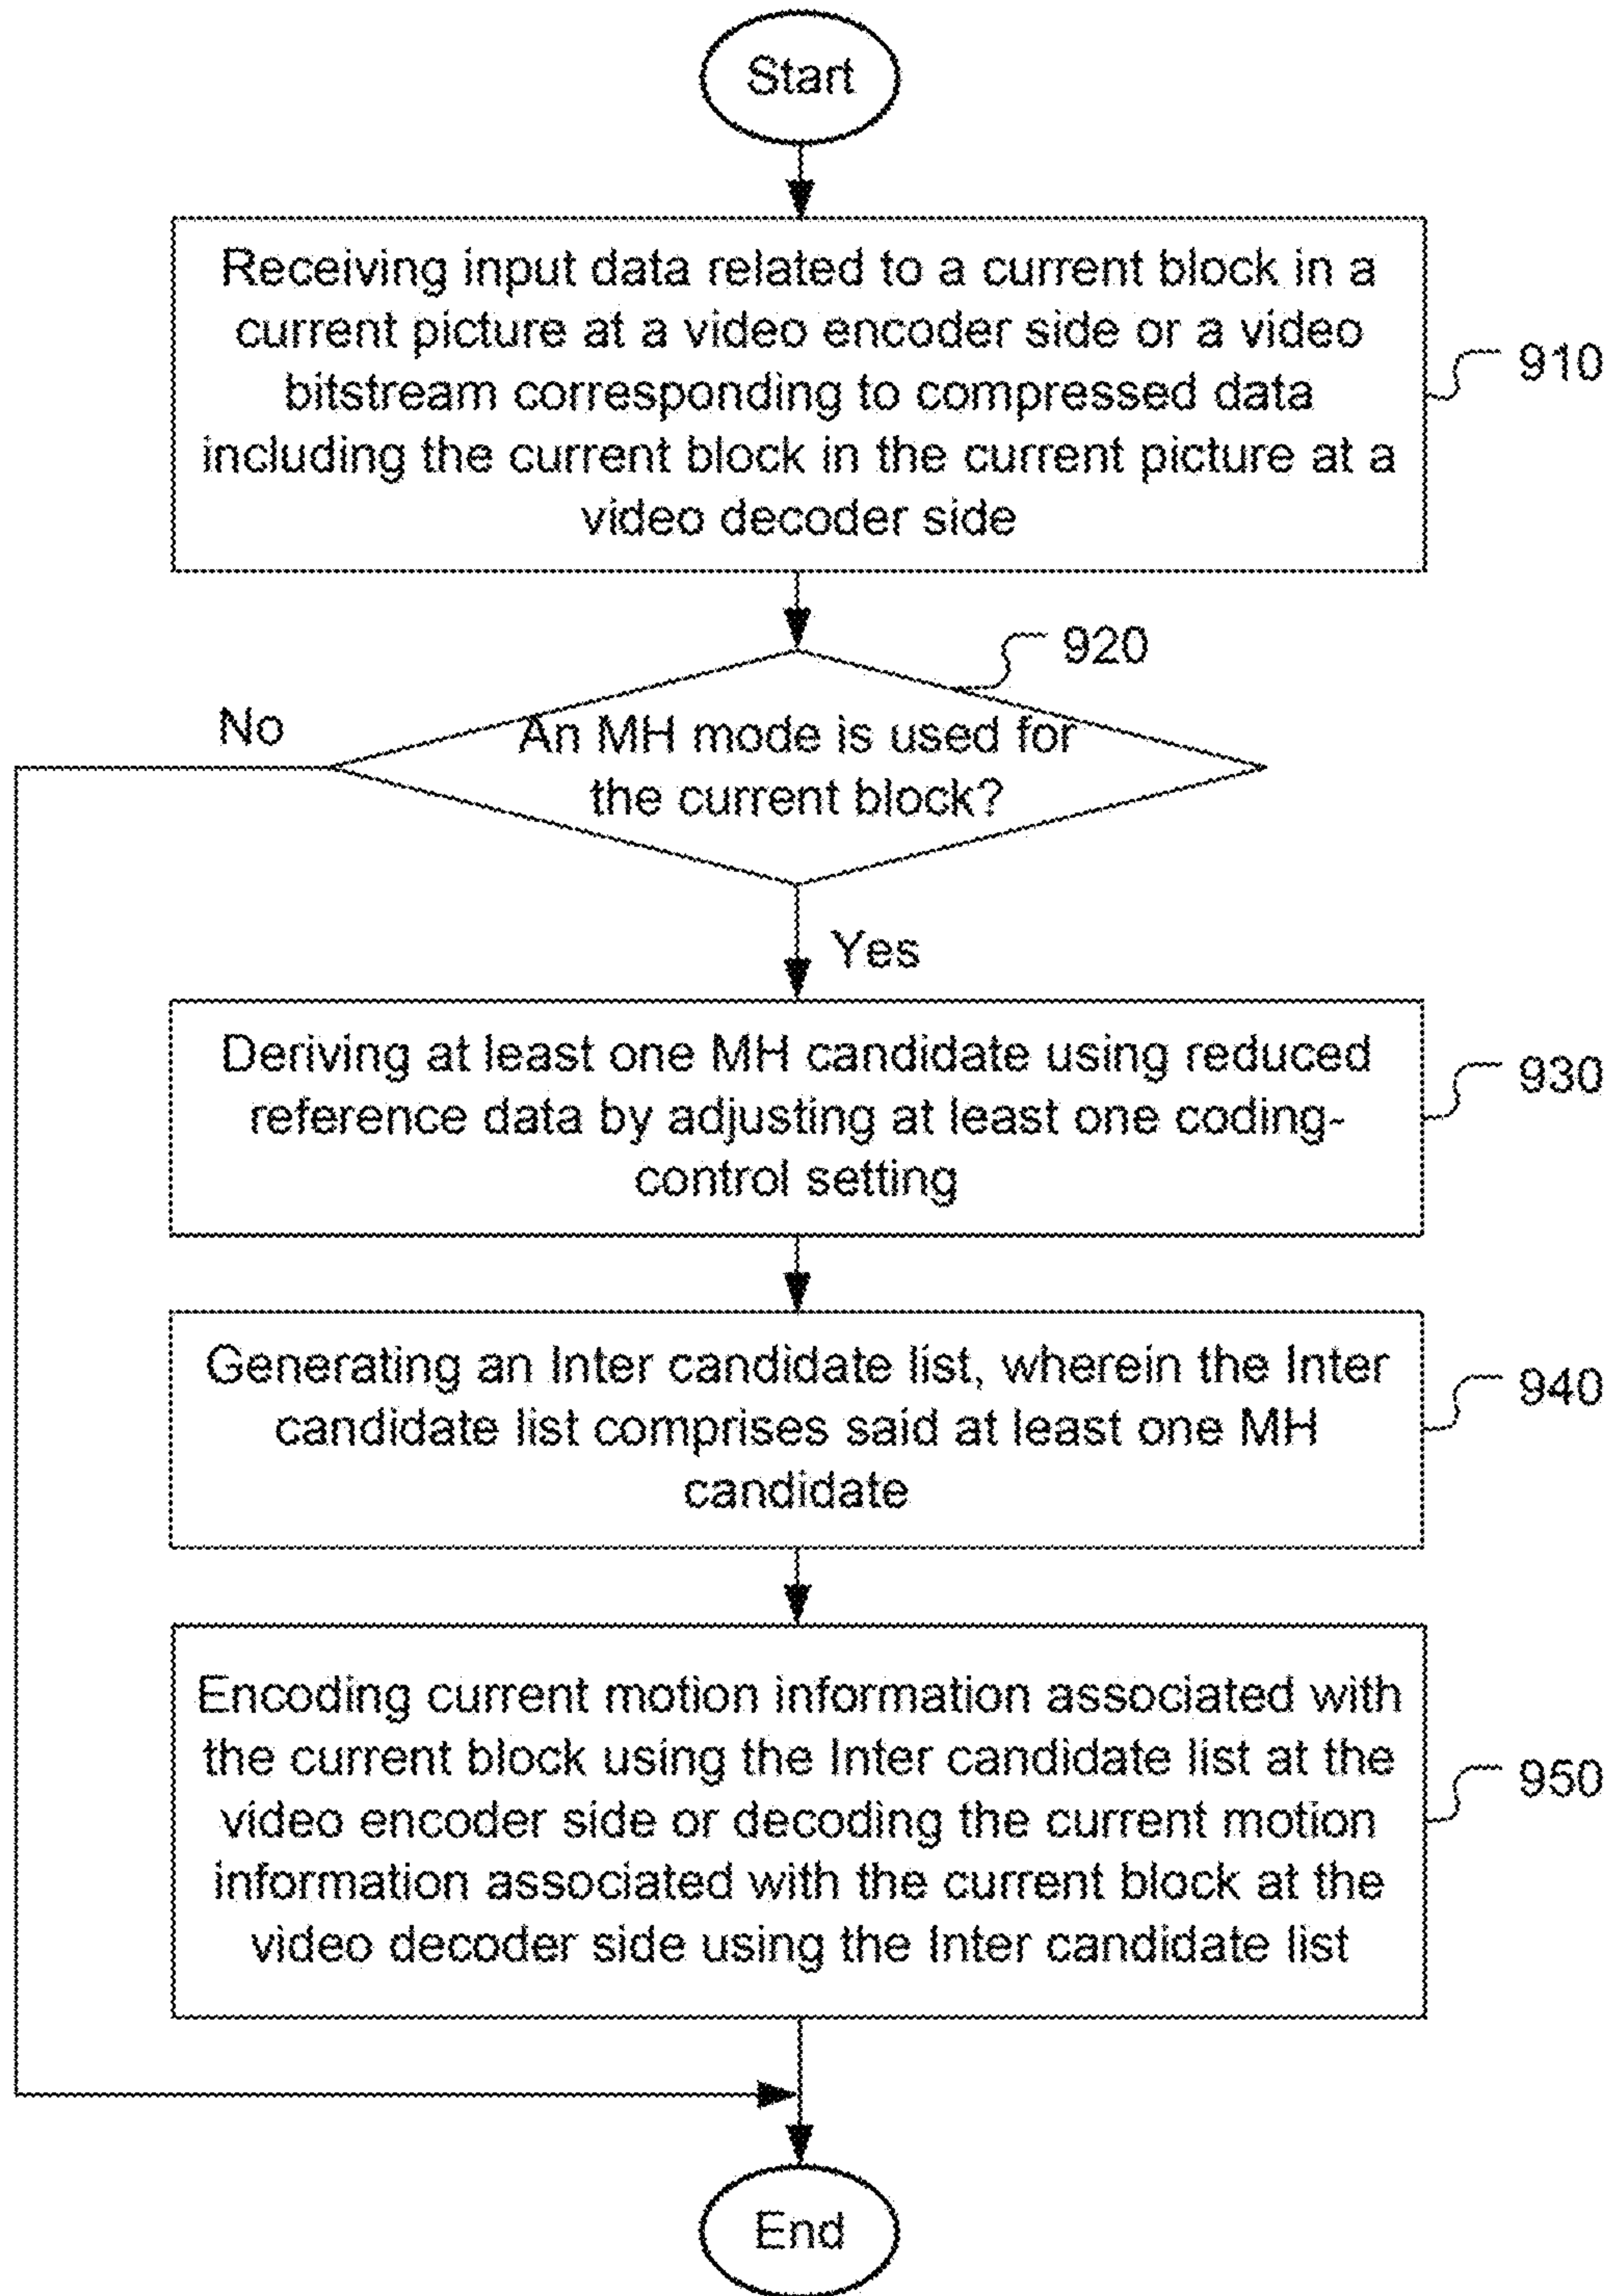 Start
Receiving input data related to a current block in a
current picture at a video encoder side or a video
bitstream corresponding to compressed data
including the current block in the current picture at a
video decoder side
910
920
No
An MH mode is used for
the current block?
Yes
Deriving at least one MH candidate using reduced
reference data by adjusting at least one coding-
control setting
930
Generating an Inter candidate list, wherein the Inter
candidate list comprises said at least one MH
candidate
940
Encoding current motion information associated with
the current block using the Inter candidate list at the
video encoder side or decoding the current motion
information associated with the current block at the
video decoder side using the Inter candidate list
950
End